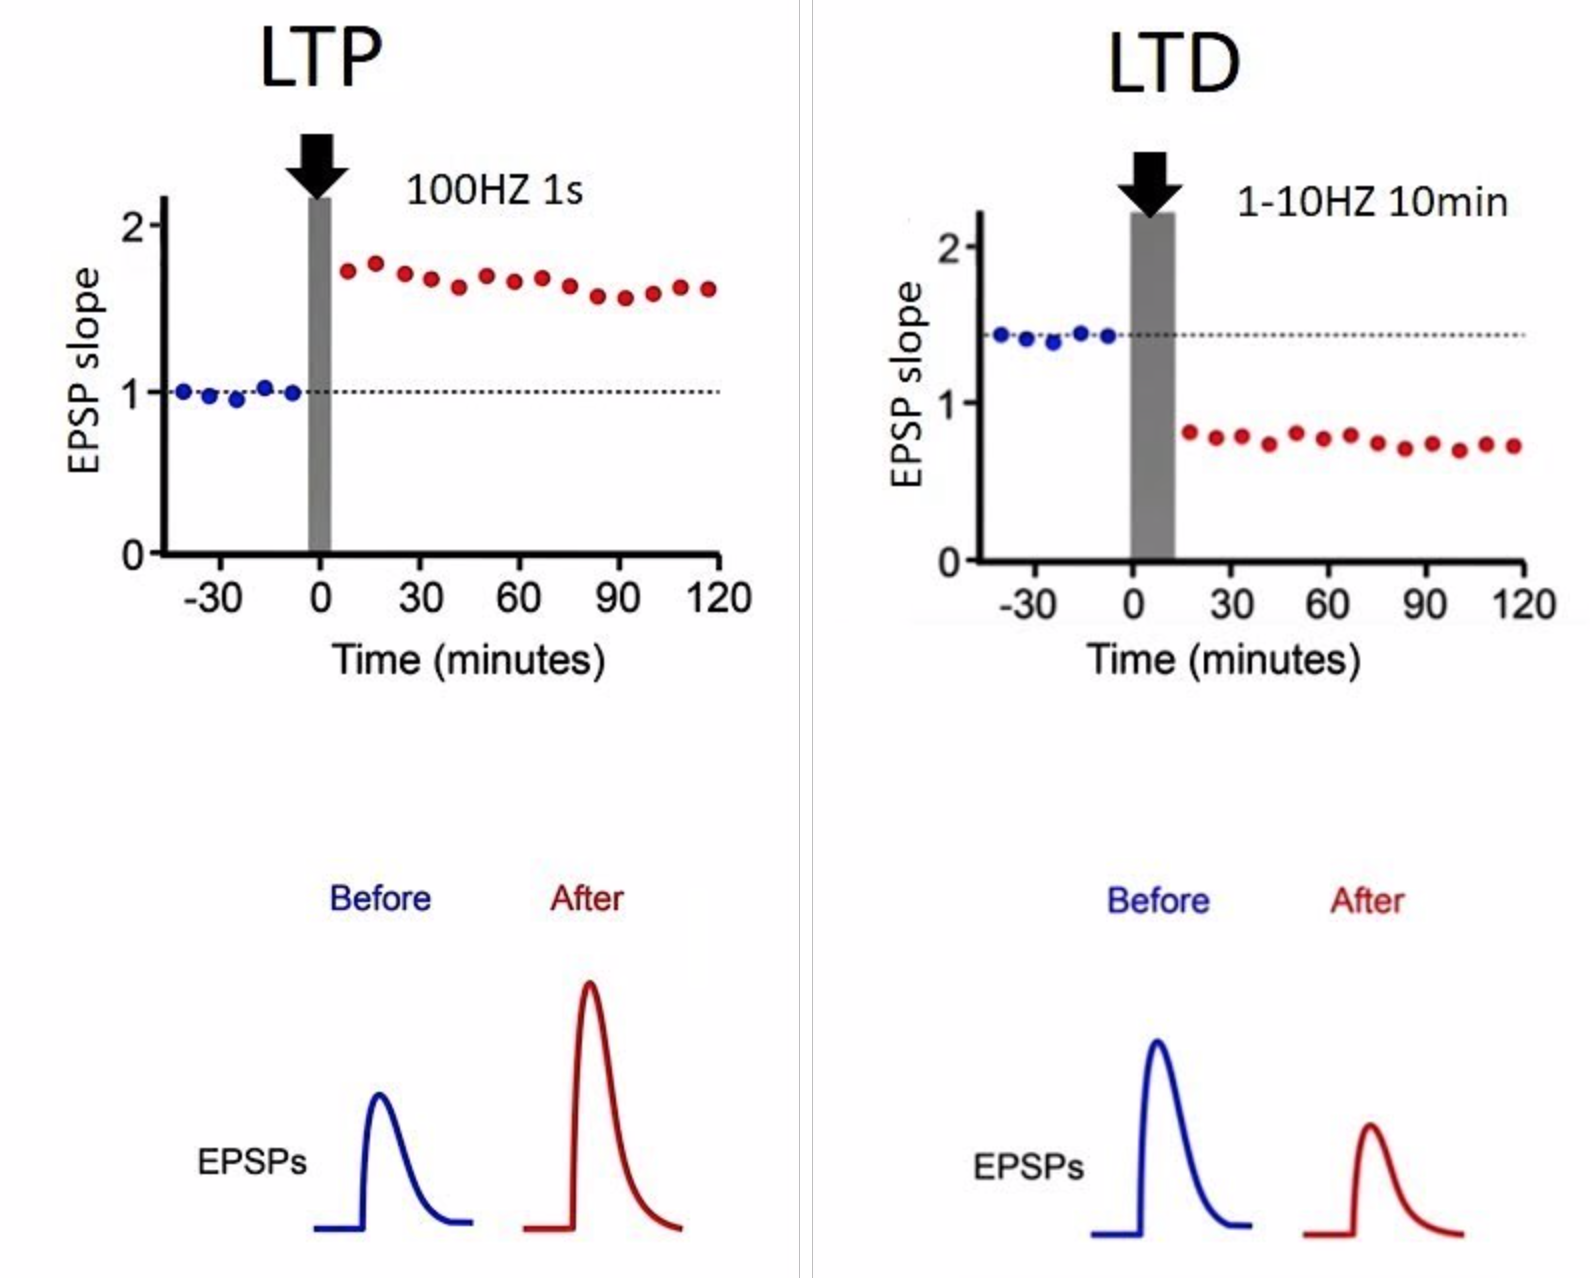 LTP
100HZ 1s
2
1
0
EPSP slope
-30 0 30 60 90 120
Time (minutes)
Before After
EPSPs
LTD
1-10HZ 10min
2
1
0
EPSP slope
-30 0 30 60 90 120
Time (minutes)
Before After
EPSPs